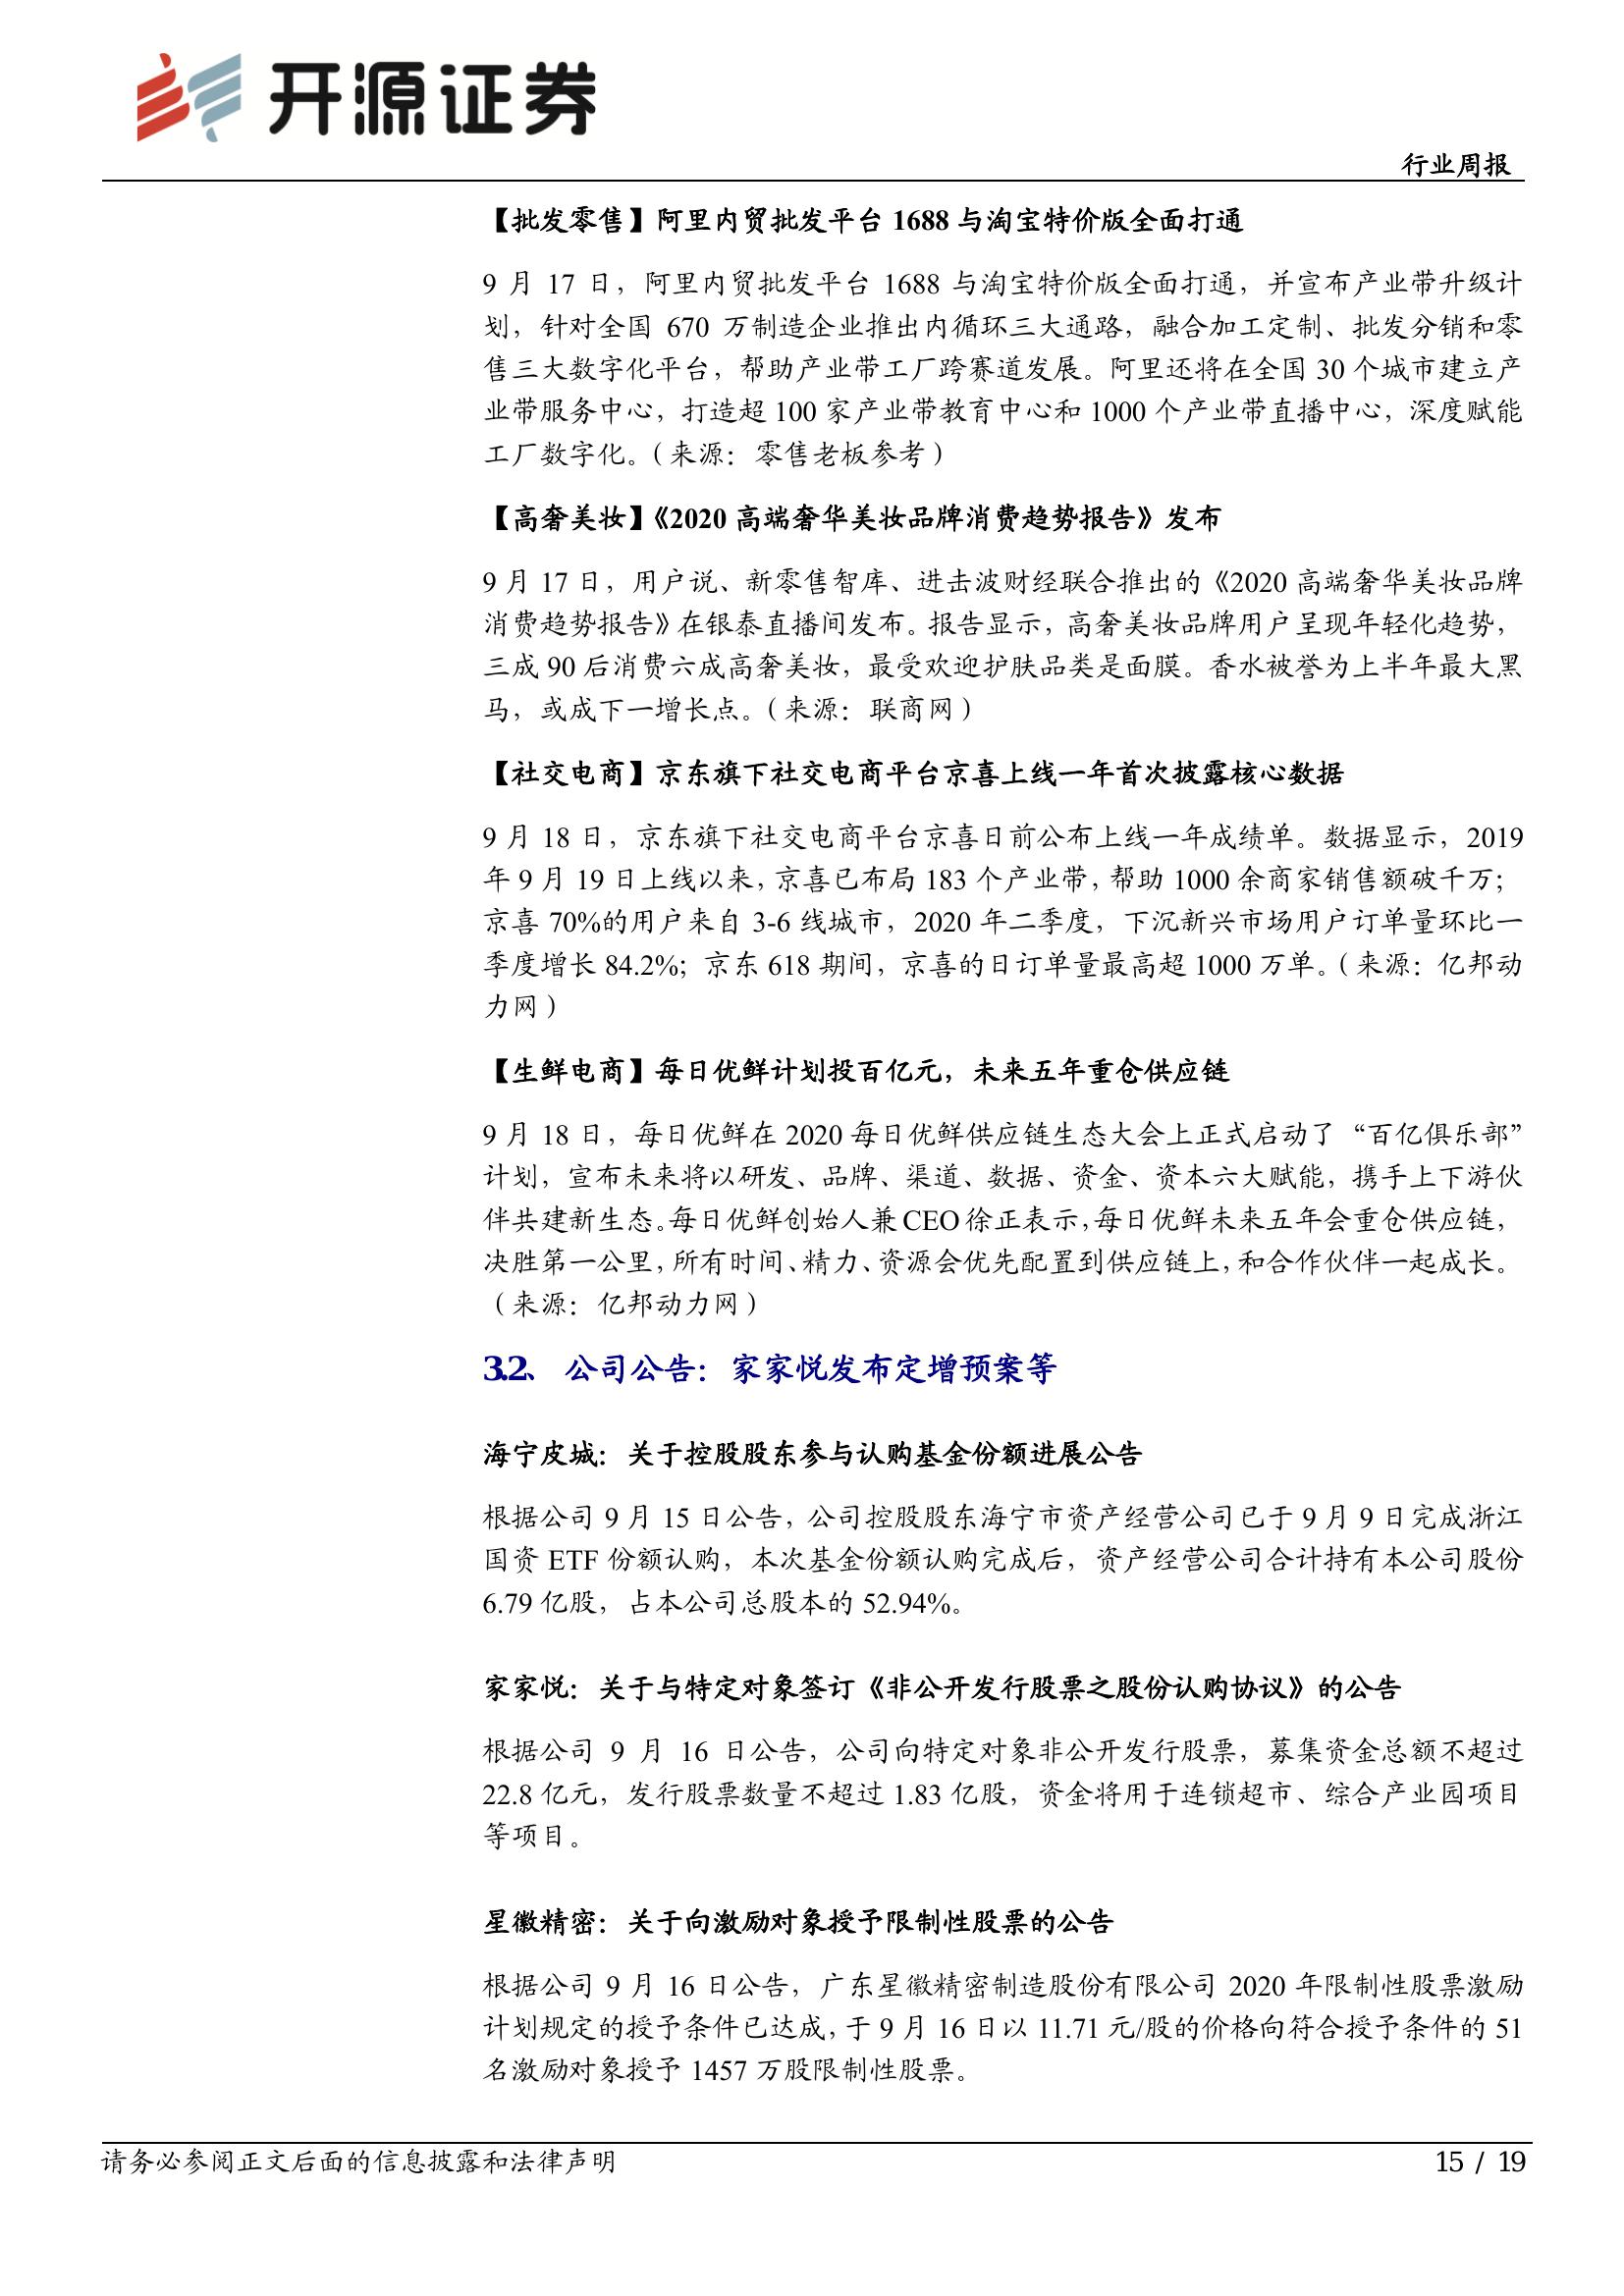 开源证券
行业周报
【批发零售】阿里内贸批发平台 1688 与淘宝特价版全面打通
9 月 17 日，阿里内贸批发平台 1688 与淘宝特价版全面打通，并宣布产业带升级计
划，针对全国 670 万制造企业推出内循环三大通路，融合加工定制、批发分销和零
售三大数字化平台，帮助产业带工厂跨赛道发展。阿里还将在全国 30 个城市建立产
业带服务中心，打造超 100 家产业带教育中心和 1000 个产业带直播中心，深度赋能
工厂数字化。（来源：零售老板参考）
【高奢美妆】《2020 高端奢华美妆品牌消费趋势报告》发布
9 月 17 日，用户说、新零售智库、进击波财经联合推出的《2020 高端奢华美妆品牌
消费趋势报告》在银泰直播间发布。报告显示，高奢美妆品牌用户呈现年轻化趋势，
三成 90 后消费六成高奢美妆，最受欢迎护肤品类是面膜。香水被誉为上半年最大黑
马，或成下一增长点。（来源：联商网）
【社交电商】京东旗下社交电商平台京喜上线一年首次披露核心数据
9 月 18 日，京东旗下社交电商平台京喜日前公布上线一年成绩单。数据显示，2019
年 9 月 19 日上线以来，京喜已布局 183 个产业带，帮助 1000 余商家销售额破千万；
京喜 70%的用户来自 3-6 线城市，2020 年二季度，下沉新兴市场用户订单量环比一
季度增长 84.2%；京东 618 期间，京喜的日订单量最高超 1000 万单。（来源：亿邦动
力网）
【生鲜电商】每日优鲜计划投百亿元，未来五年重仓供应链
9 月 18 日，每日优鲜在 2020 每日优鲜供应链生态大会上正式启动了“百亿俱乐部”
计划，宣布未来将以研发、品牌、渠道、数据、资金、资本六大赋能，携手上下游伙
伴共建新生态。每日优鲜创始人兼 CEO 徐正表示，每日优鲜未来五年会重仓供应链，
决胜第一公里，所有时间、精力、资源会优先配置到供应链上，和合作伙伴一起成长。
（来源：亿邦动力网）
3.2、 公司公告：家家悦发布定增预案等
海宁皮城：关于控股股东参与认购基金份额进展公告
根据公司 9 月 15 日公告，公司控股股东海宁市资产经营公司已于 9 月 9 日完成浙江
国资 ETF 份额认购，本次基金份额认购完成后，资产经营公司合计持有本公司股份
6.79 亿股，占本公司总股本的 52.94%。
家家悦：关于与特定对象签订《非公开发行股票之股份认购协议》的公告
根据公司 9 月 16 日公告，公司向特定对象非公开发行股票，募集资金总额不超过
22.8 亿元，发行股票数量不超过 1.83 亿股，资金将用于连锁超市、综合产业园项目
等项目。
星徽精密：关于向激励对象授予限制性股票的公告
根据公司 9 月 16 日公告，广东星徽精密制造股份有限公司 2020 年限制性股票激励
计划规定的授予条件已达成，于 9 月 16 日以 11.71 元/股的价格向符合授予条件的 51
名激励对象授予 1457 万股限制性股票。
请务必参阅正文后面的信息披露和法律声明
15 / 19